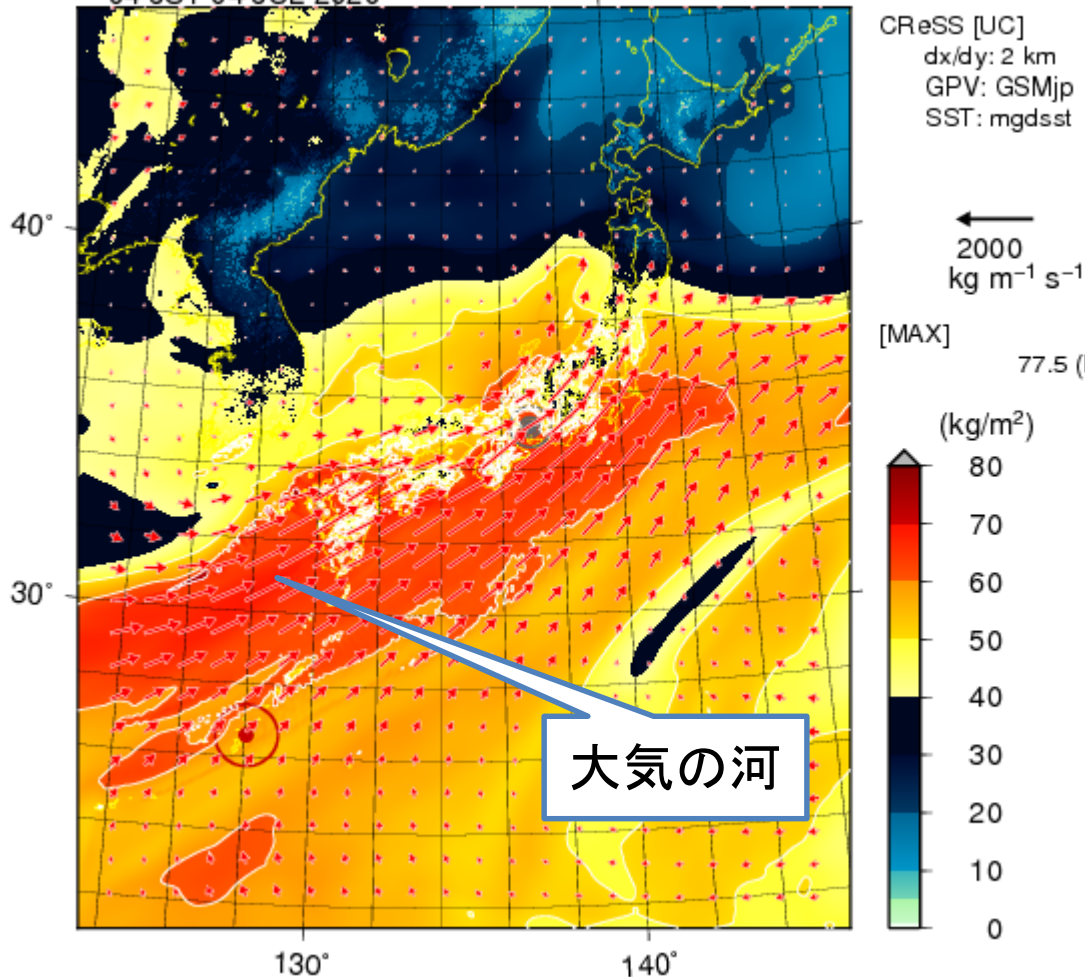 CReSS [UC]
dx/dy: 2 km
GPV: GSMjp
SST: mgdsst
40°
2000
kg m⁻¹ s⁻¹
[MAX]
77.5 (
(kg/m²)
80
70
60
50
40
30
20
10
0
30°
大気の河
130°
140°